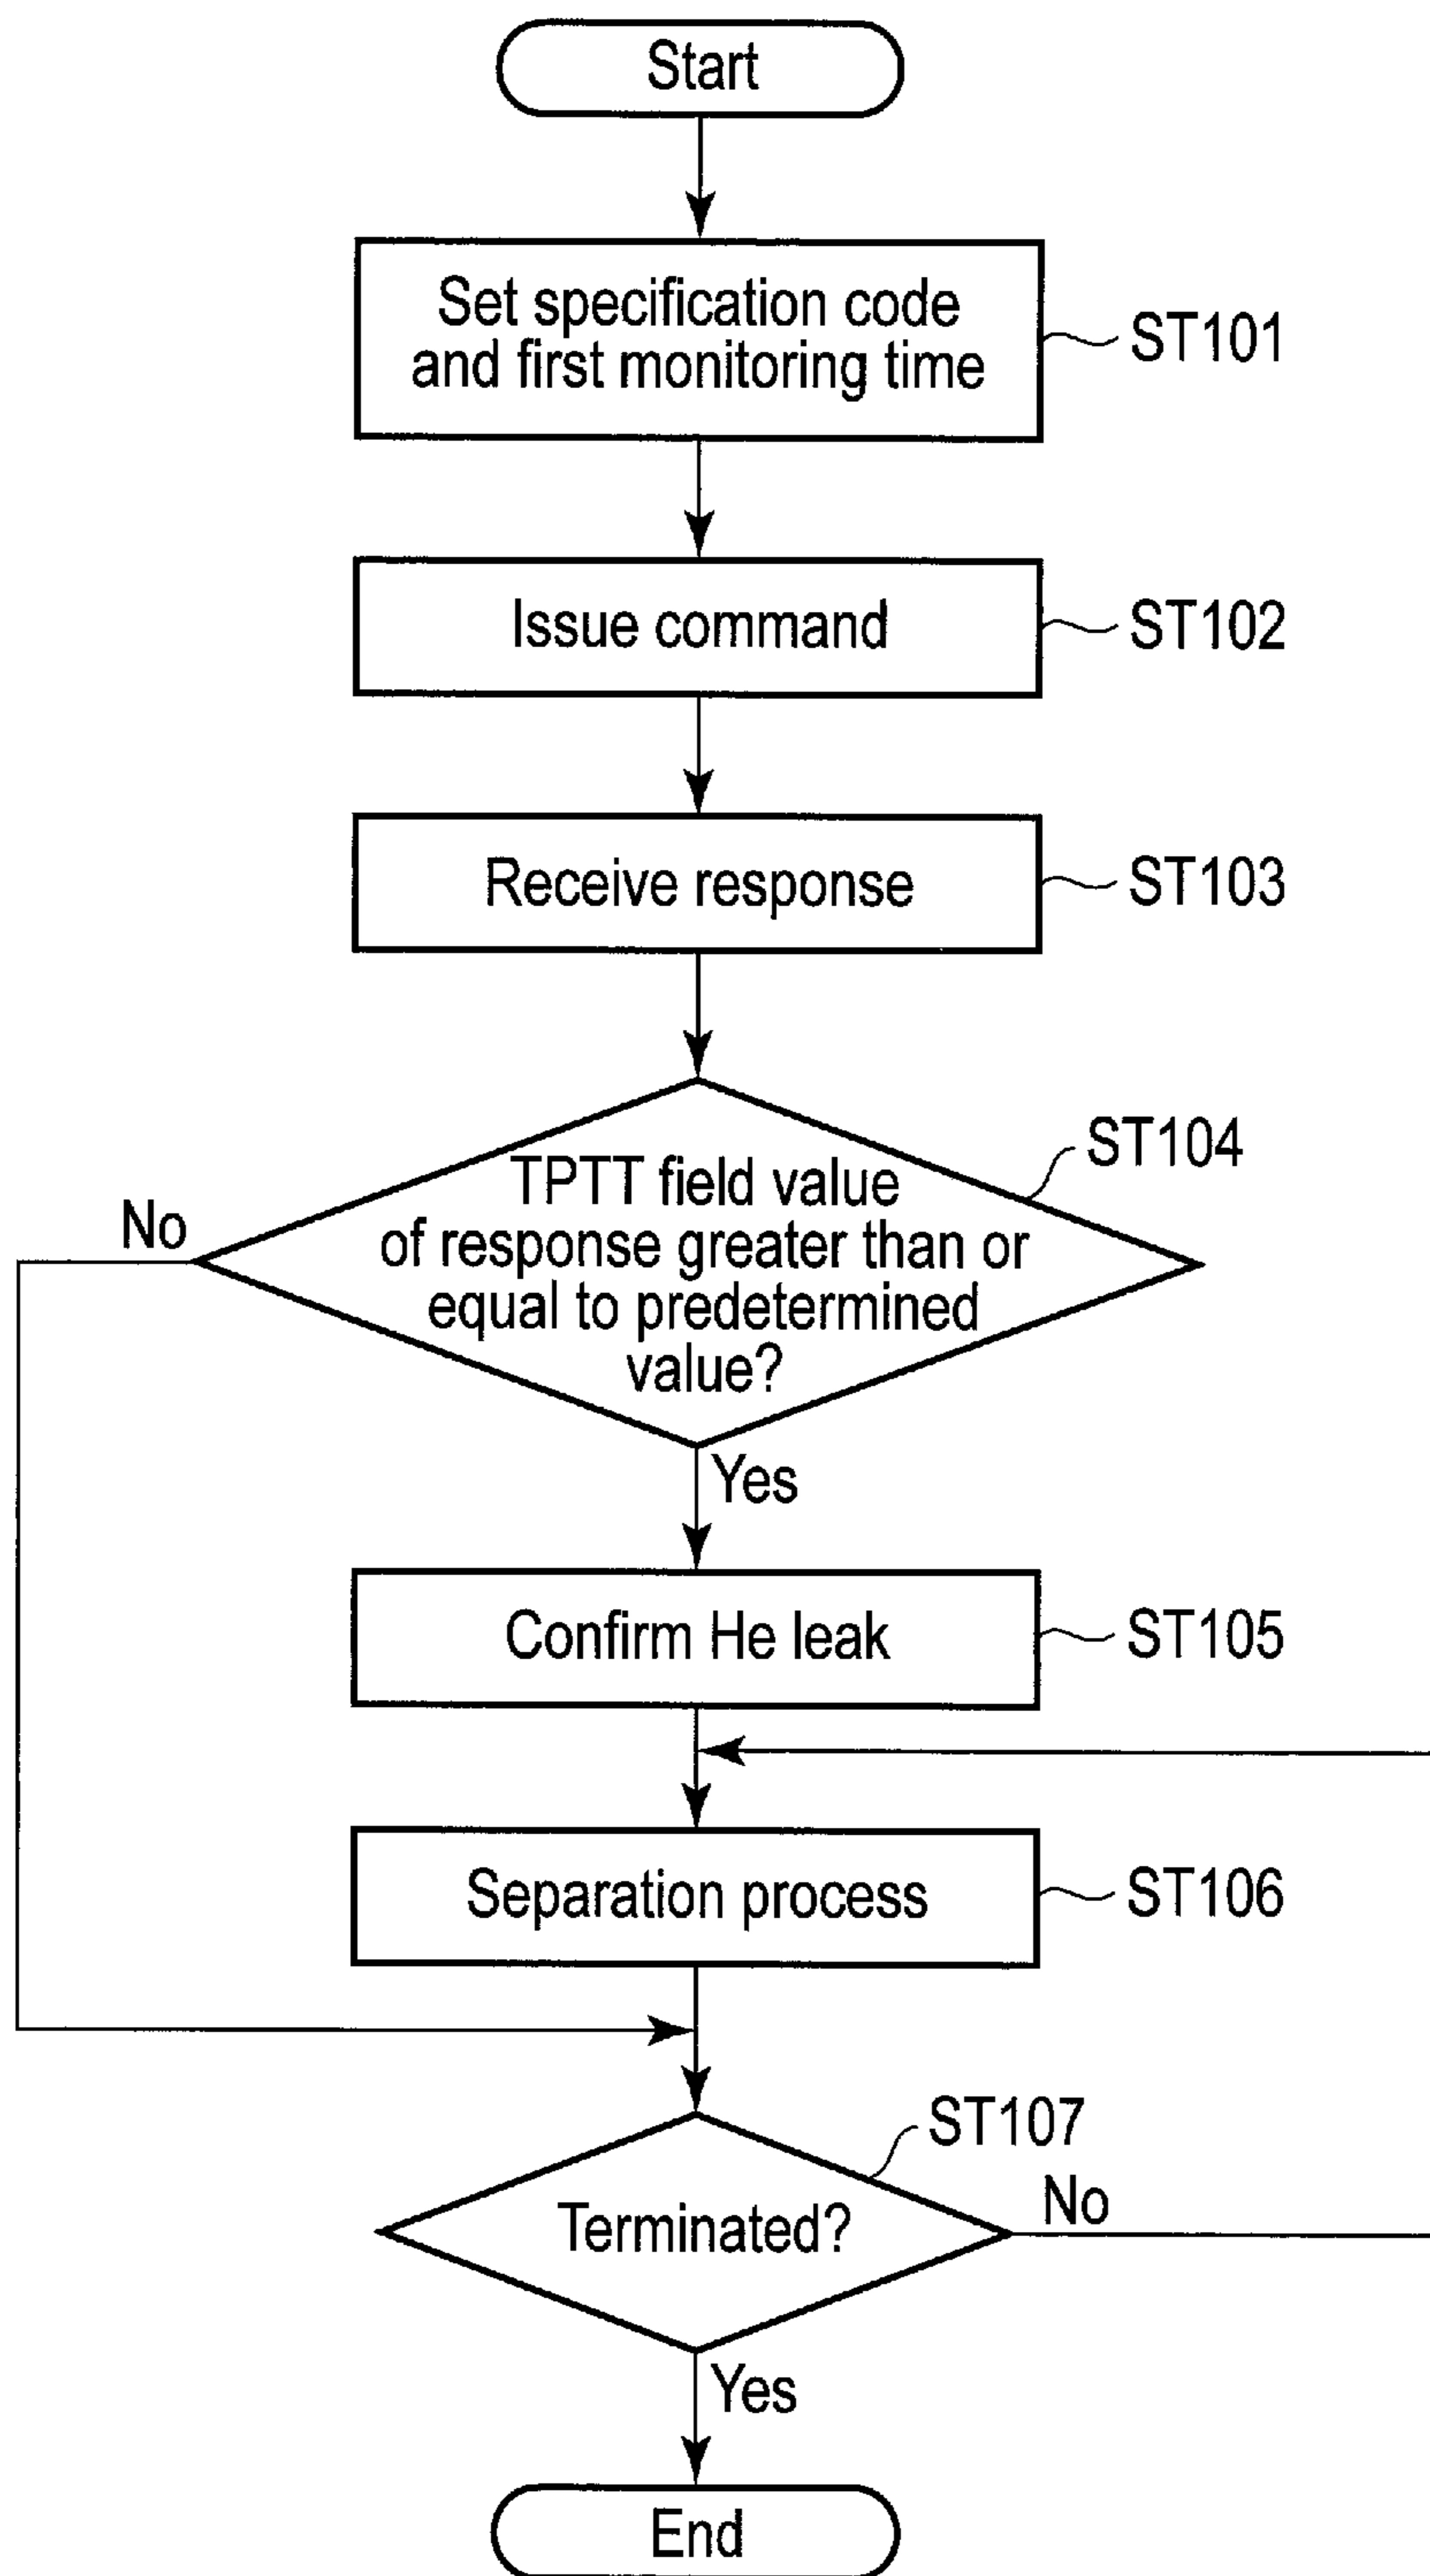 Start
Set specification code
and first monitoring time
ST101
Issue command
ST102
Receive response
ST103
ST104
TPTT field value
of response greater than or
equal to predetermined
value?
No
Yes
Confirm He leak
ST105
Separation process
ST106
ST107
Terminated?
No
Yes
End